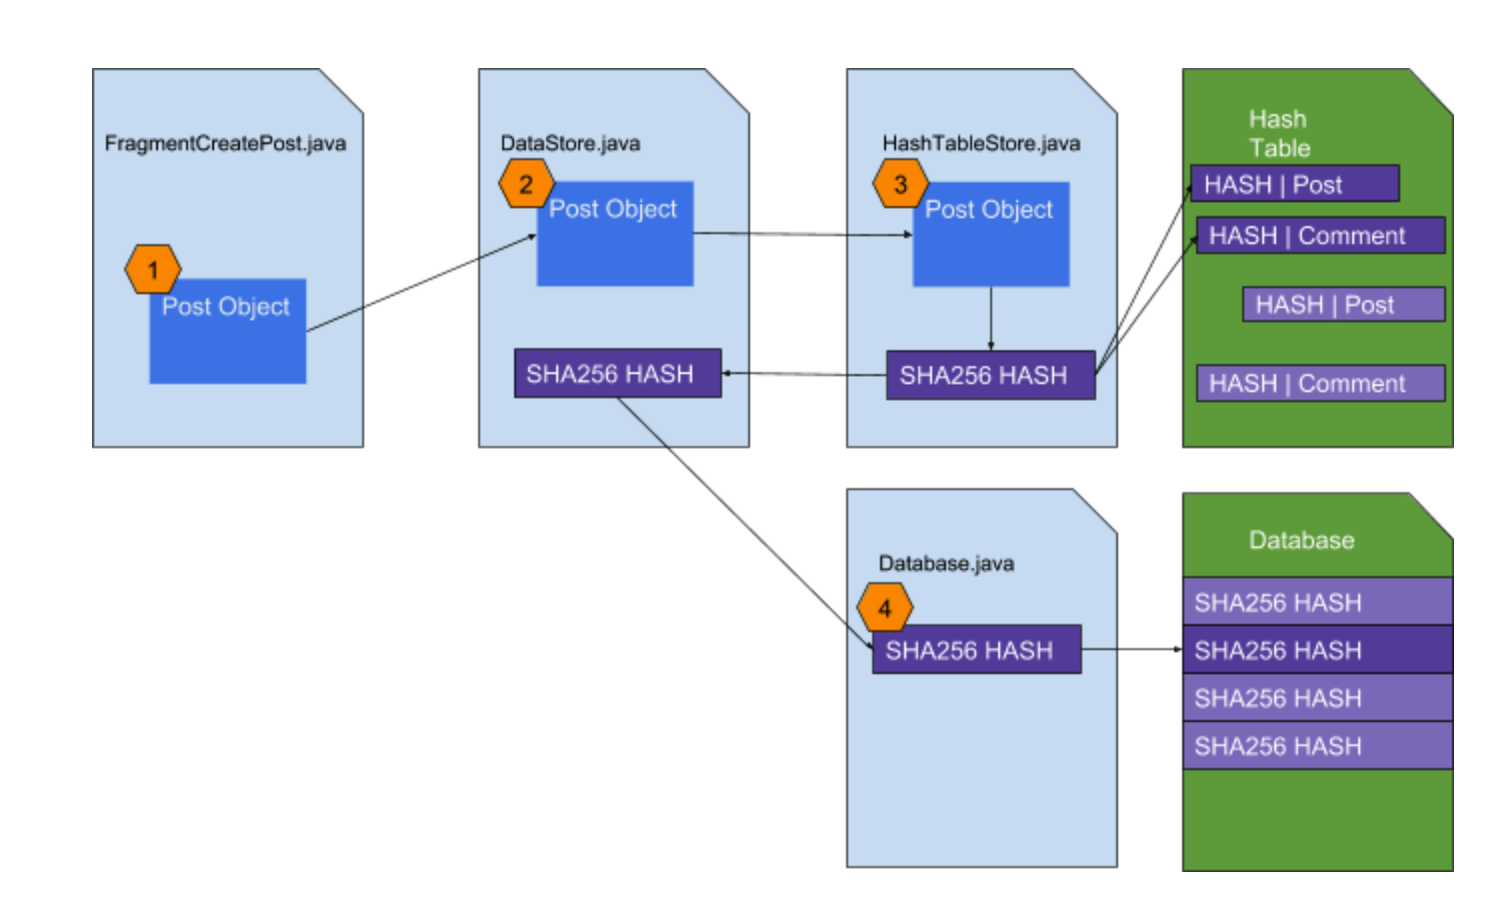 FragmentCreatePost.java
1
Post Object
DataStore.java
2
Post Object
SHA256 HASH
HashTableStore.java
3
Post Object
SHA256 HASH
Hash
Table
HASH | Post
HASH | Comment
HASH | Post
HASH | Comment
Database.java
4
SHA256 HASH
Database
SHA256 HASH
SHA256 HASH
SHA256 HASH
SHA256 HASH